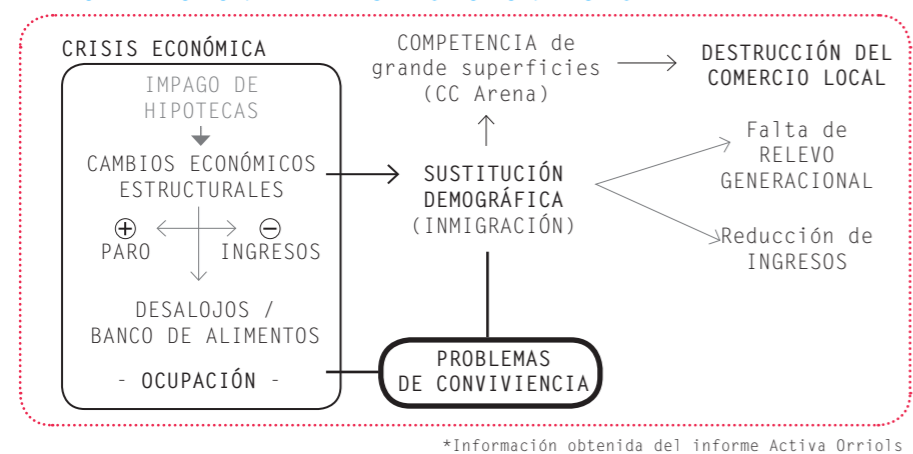 CRISIS ECONÓMICA
IMPAGO DE
HIPOTECAS
CAMBIOS ECONÓMICOS
ESTRUCTURALES
+
PARO
-
INGRESOS
DESALOJOS /
BANCO DE ALIMENTOS
- OCUPACIÓN -
COMPETENCIA de
grande superficies
(CC Arena)
SUSTITUCIÓN
DEMOGRÁFICA
(INMIGRACIÓN)
PROBLEMAS
DE CONVIVIENCIA
DESTRUCCIÓN DEL
COMERCIO LOCAL
Falta de
RELEVO
GENERACIONAL
Reducción de
INGRESOS
*Información obtenida del informe Activa Orriols